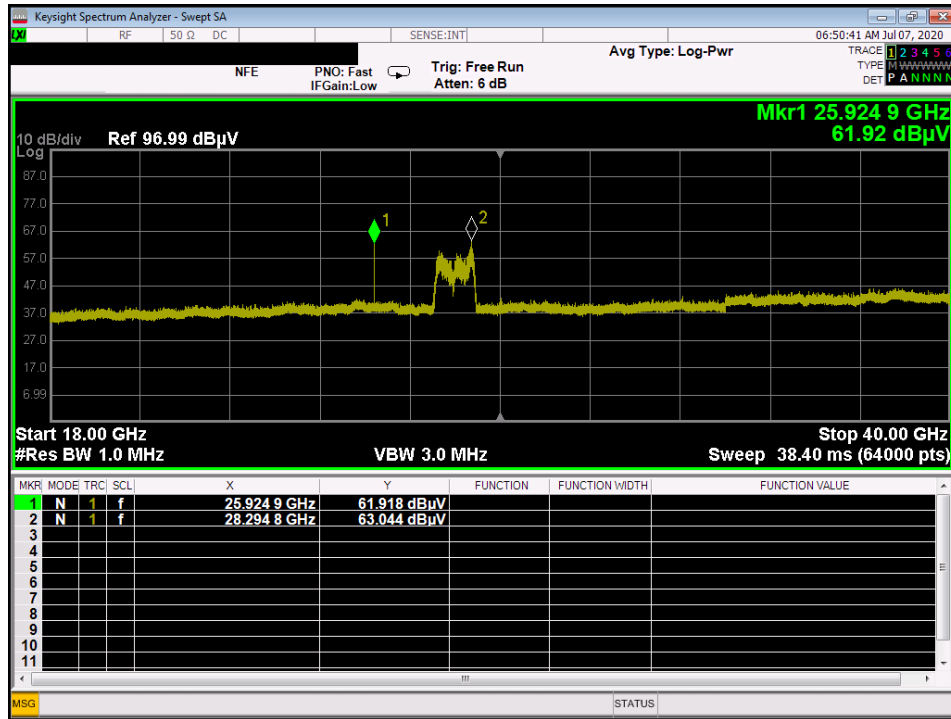 Keysight Spectrum Analyzer - Swept SA
LXI RF 50 Ω DC SENSE:INT 06:50:41 AM Jul 07, 2020
NFE PNO: Fast IFGain:Low Trig: Free Run Atten: 6 dB Avg Type: Log-Pwr
TRACE 1 2 3 4 5 6
TYPE M WWWWW
DET P A N N N N
Mkr1 25.924 9 GHz
61.92 dBµV
10 dB/div Ref 96.99 dBµV
Log
87.0
77.0
67.0
57.0
47.0
37.0
27.0
17.0
6.99
1
2
Start 18.00 GHz Stop 40.00 GHz
#Res BW 1.0 MHz VBW 3.0 MHz Sweep 38.40 ms (64000 pts)
MKR MODE TRC SCL X Y FUNCTION FUNCTION WIDTH FUNCTION VALUE
1 N 1 f 25.924 9 GHz 61.918 dBµV
2 N 1 f 28.294 8 GHz 63.044 dBµV
3
4
5
6
7
8
9
10
11
MSG STATUS